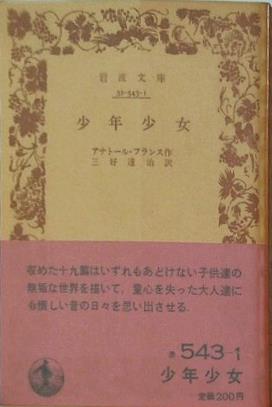 岩波文庫
32-543-1
少年少女
アナトール・フランス作
三好達治訳
収めた十九篇はいずれもあどけない子供達の
無垢な世界を描いて，童心を失った大人達に
も懐しい昔の日々を思い出させる．
赤 543-1
少年少女
定価200円